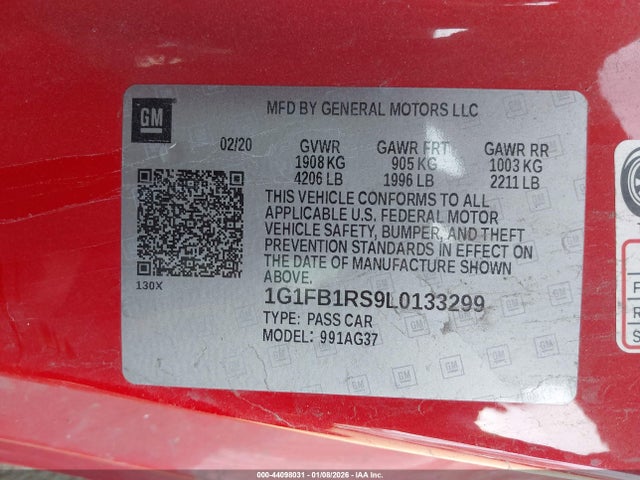 GM
MFD BY GENERAL MOTORS LLC
02/20 GVWR GAWR FRT GAWR RR
1908 KG 905 KG 1003 KG
4206 LB 1996 LB 2211 LB
THIS VEHICLE CONFORMS TO ALL
APPLICABLE U.S. FEDERAL MOTOR
VEHICLE SAFETY, BUMPER, AND THEFT
PREVENTION STANDARDS IN EFFECT ON
THE DATE OF MANUFACTURE SHOWN
ABOVE.
130X
1G1FB1RS9L0133299
TYPE: PASS CAR
MODEL: 991AG37
F
R
S
000-44098031 - 01/08/2026 - IAAI.CA